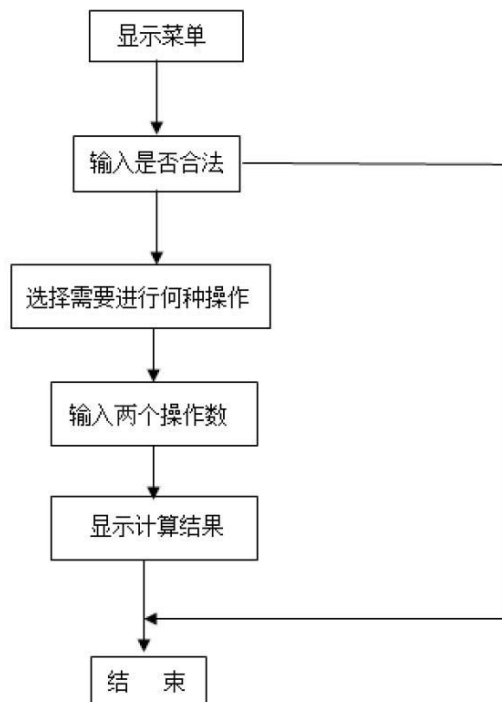 显示菜单
输入是否合法
选择需要进行何种操作
输入两个操作数
显示计算结果
结 束